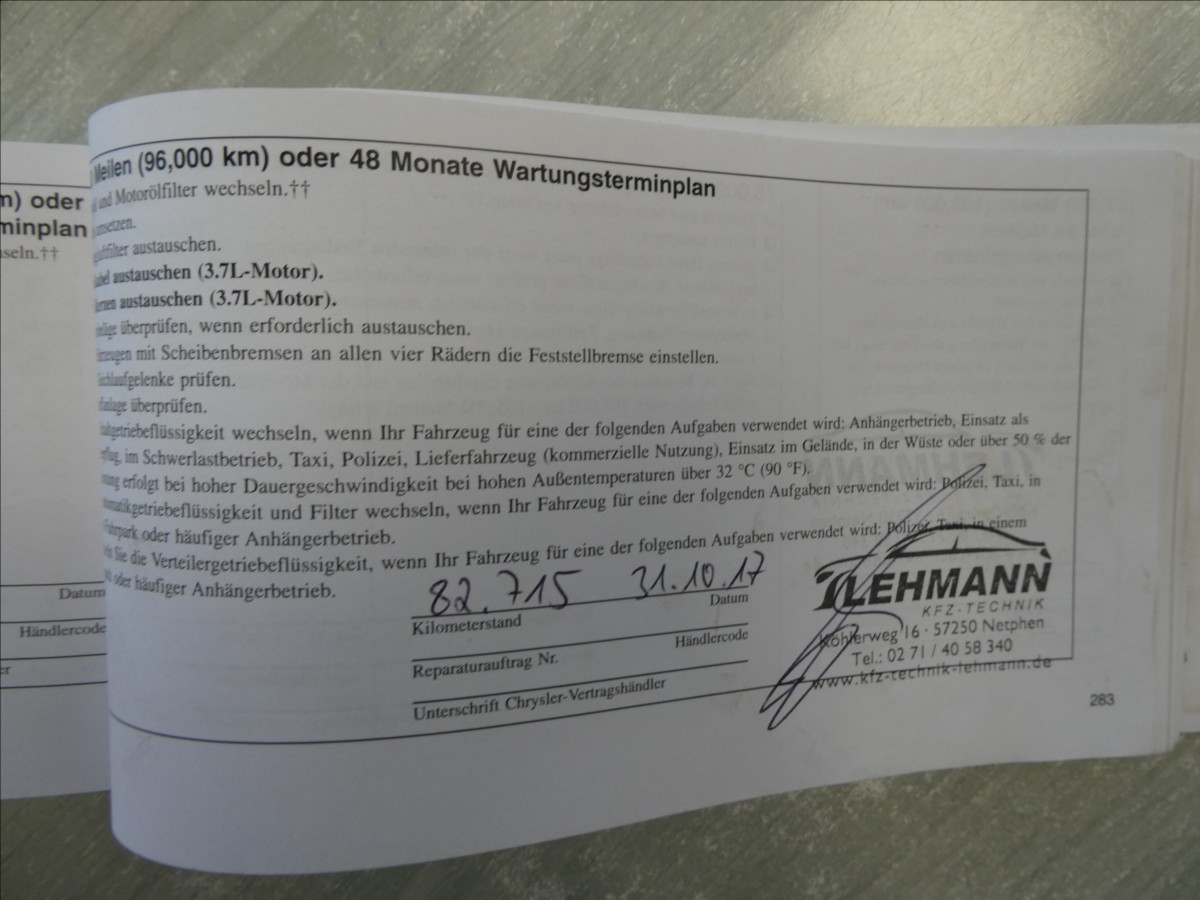 n) oder
minplan
seln.††
Datum
Händlercode
er
Meilen (96,000 km) oder 48 Monate Wartungsterminplan
und Motorölfilter wechseln.††
umsetzen.
austauschen.
austauschen (3.7L-Motor).
austauschen (3.7L-Motor).
überprüfen, wenn erforderlich austauschen.
mit Scheibenbremsen an allen vier Rädern die Feststellbremse einstellen.
prüfen.
überprüfen.
wechseln, wenn Ihr Fahrzeug für eine der folgenden Aufgaben verwendet wird: Anhängerbetrieb, Einsatz als
im Schwerlastbetrieb, Taxi, Polizei, Lieferfahrzeug (kommerzielle Nutzung), Einsatz im Gelände, in der Wüste oder über 50 % der
erfolgt bei hoher Dauergeschwindigkeit bei hohen Außentemperaturen über 32 °C (90 °F).
und Filter wechseln, wenn Ihr Fahrzeug für eine der folgenden Aufgaben verwendet wird: Polizei, Taxi, in
oder häufiger Anhängerbetrieb.
Sie die Verteilergetriebeflüssigkeit, wenn Ihr Fahrzeug für eine der folgenden Aufgaben verwendet wird: Polizei, Taxi, in einem
oder häufiger Anhängerbetrieb.
82.715 31.10.17
Kilometerstand Datum
Reparaturauftrag Nr. Händlercode
Unterschrift Chrysler-Vertragshändler
LEHMANN
KFZ-TECHNIK
Köhlerweg 16 · 57250 Netphen
Tel.: 02 71 / 40 58 340
www.kfz-technik-lehmann.de
283